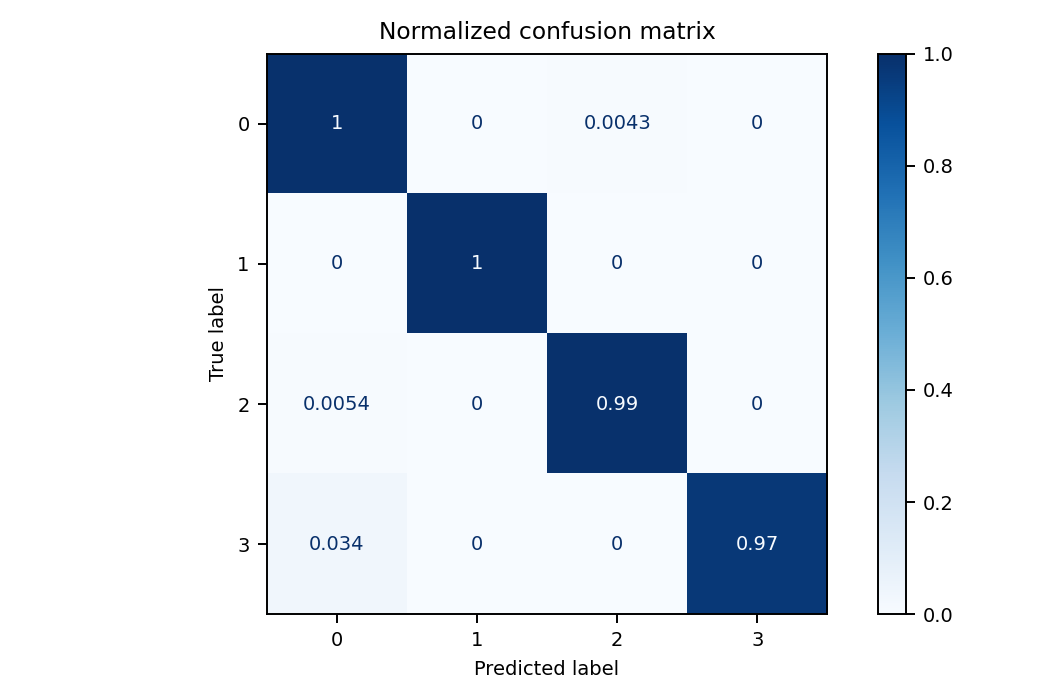 Normalized confusion matrix
0 1 0 0.0043 0
1 0 1 0 0
2 0.0054 0 0.99 0
3 0.034 0 0 0.97
0 1 2 3
Predicted label
True label
1.0
0.8
0.6
0.4
0.2
0.0